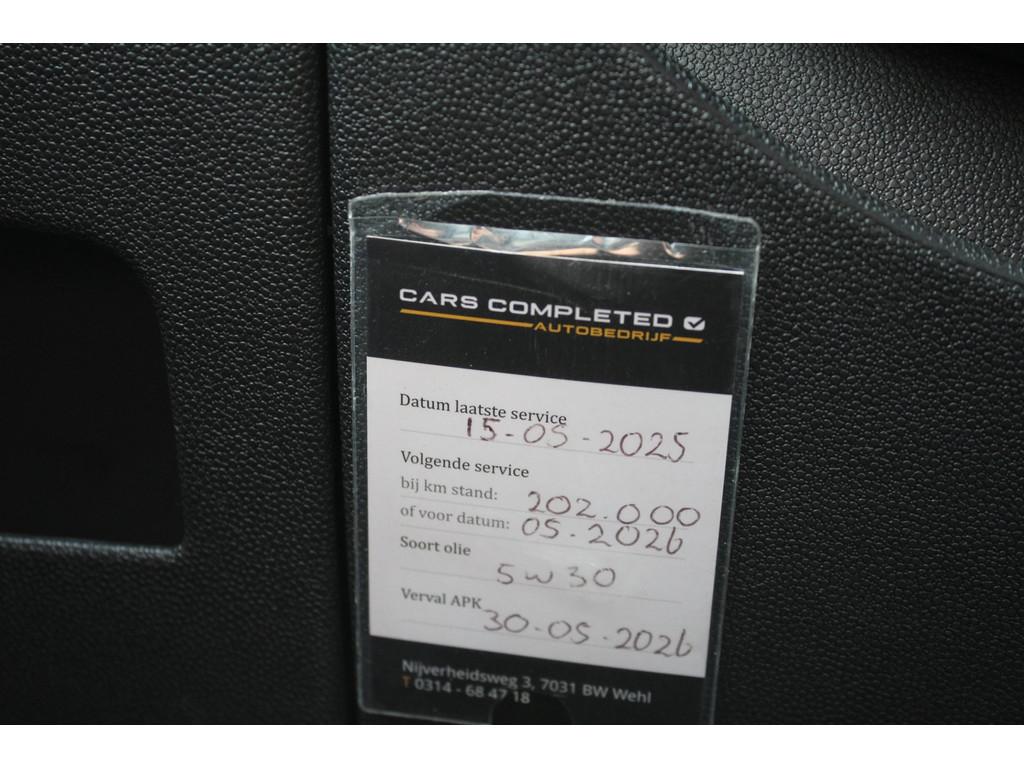 CARS COMPLETED
AUTOBEDRIJF
Datum laatste service
15-05-2025
Volgende service
bij km stand: 202.000
of voor datum: 05.2026
Soort olie
5w30
Verval APK
30-05-2026
Nijverheidsweg 3, 7031 BW Wehl
T 0314 - 68 47 18